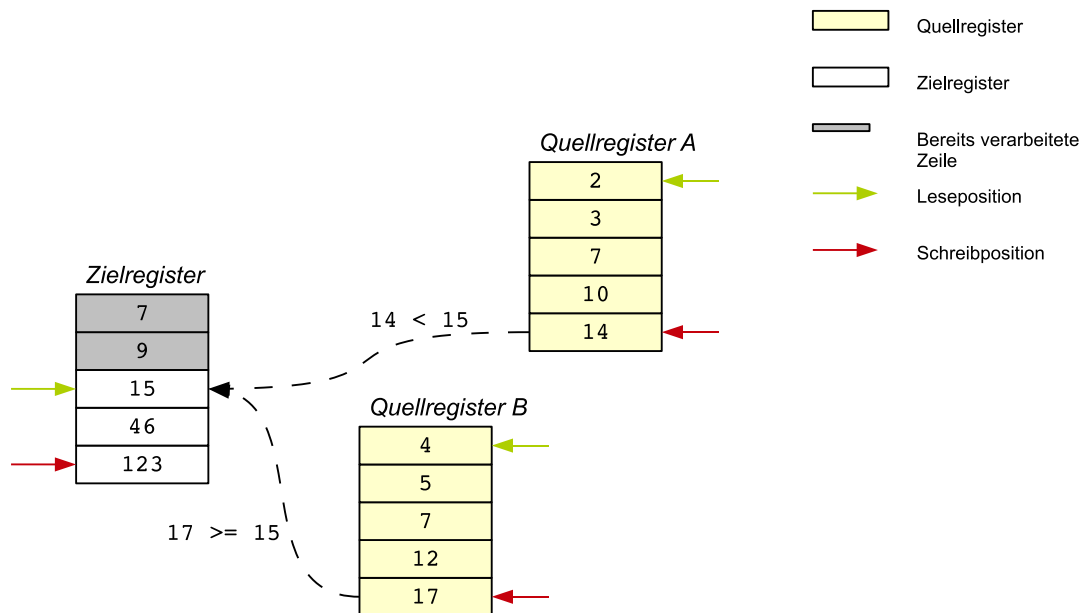 Quellregister
Zielregister
Bereits verarbeitete
Zeile
Leseposition
Schreibposition
Quellregister A
2
3
7
10
14
14 < 15
Zielregister
7
9
15
46
123
Quellregister B
4
5
7
12
17
17 >= 15